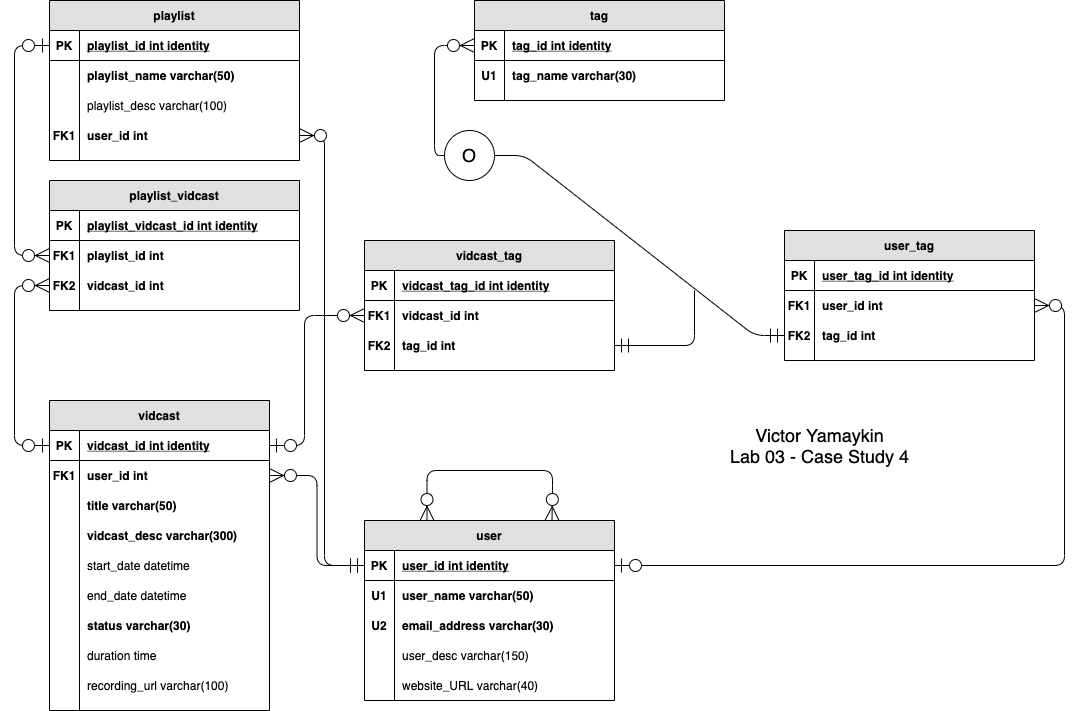 playlist
PK playlist_id int identity
playlist_name varchar(50)
playlist_desc varchar(100)
FK1 user_id int
tag
PK tag_id int identity
U1 tag_name varchar(30)
O
playlist_vidcast
PK playlist_vidcast_id int identity
FK1 playlist_id int
FK2 vidcast_id int
vidcast_tag
PK vidcast_tag_id int identity
FK1 vidcast_id int
FK2 tag_id int
user_tag
PK user_tag_id int identity
FK1 user_id int
FK2 tag_id int
vidcast
PK vidcast_id int identity
FK1 user_id int
title varchar(50)
vidcast_desc varchar(300)
start_date datetime
end_date datetime
status varchar(30)
duration time
recording_url varchar(100)
Victor Yamaykin
Lab 03 - Case Study 4
user
PK user_id int identity
U1 user_name varchar(50)
U2 email_address varchar(30)
user_desc varchar(150)
website_URL varchar(40)